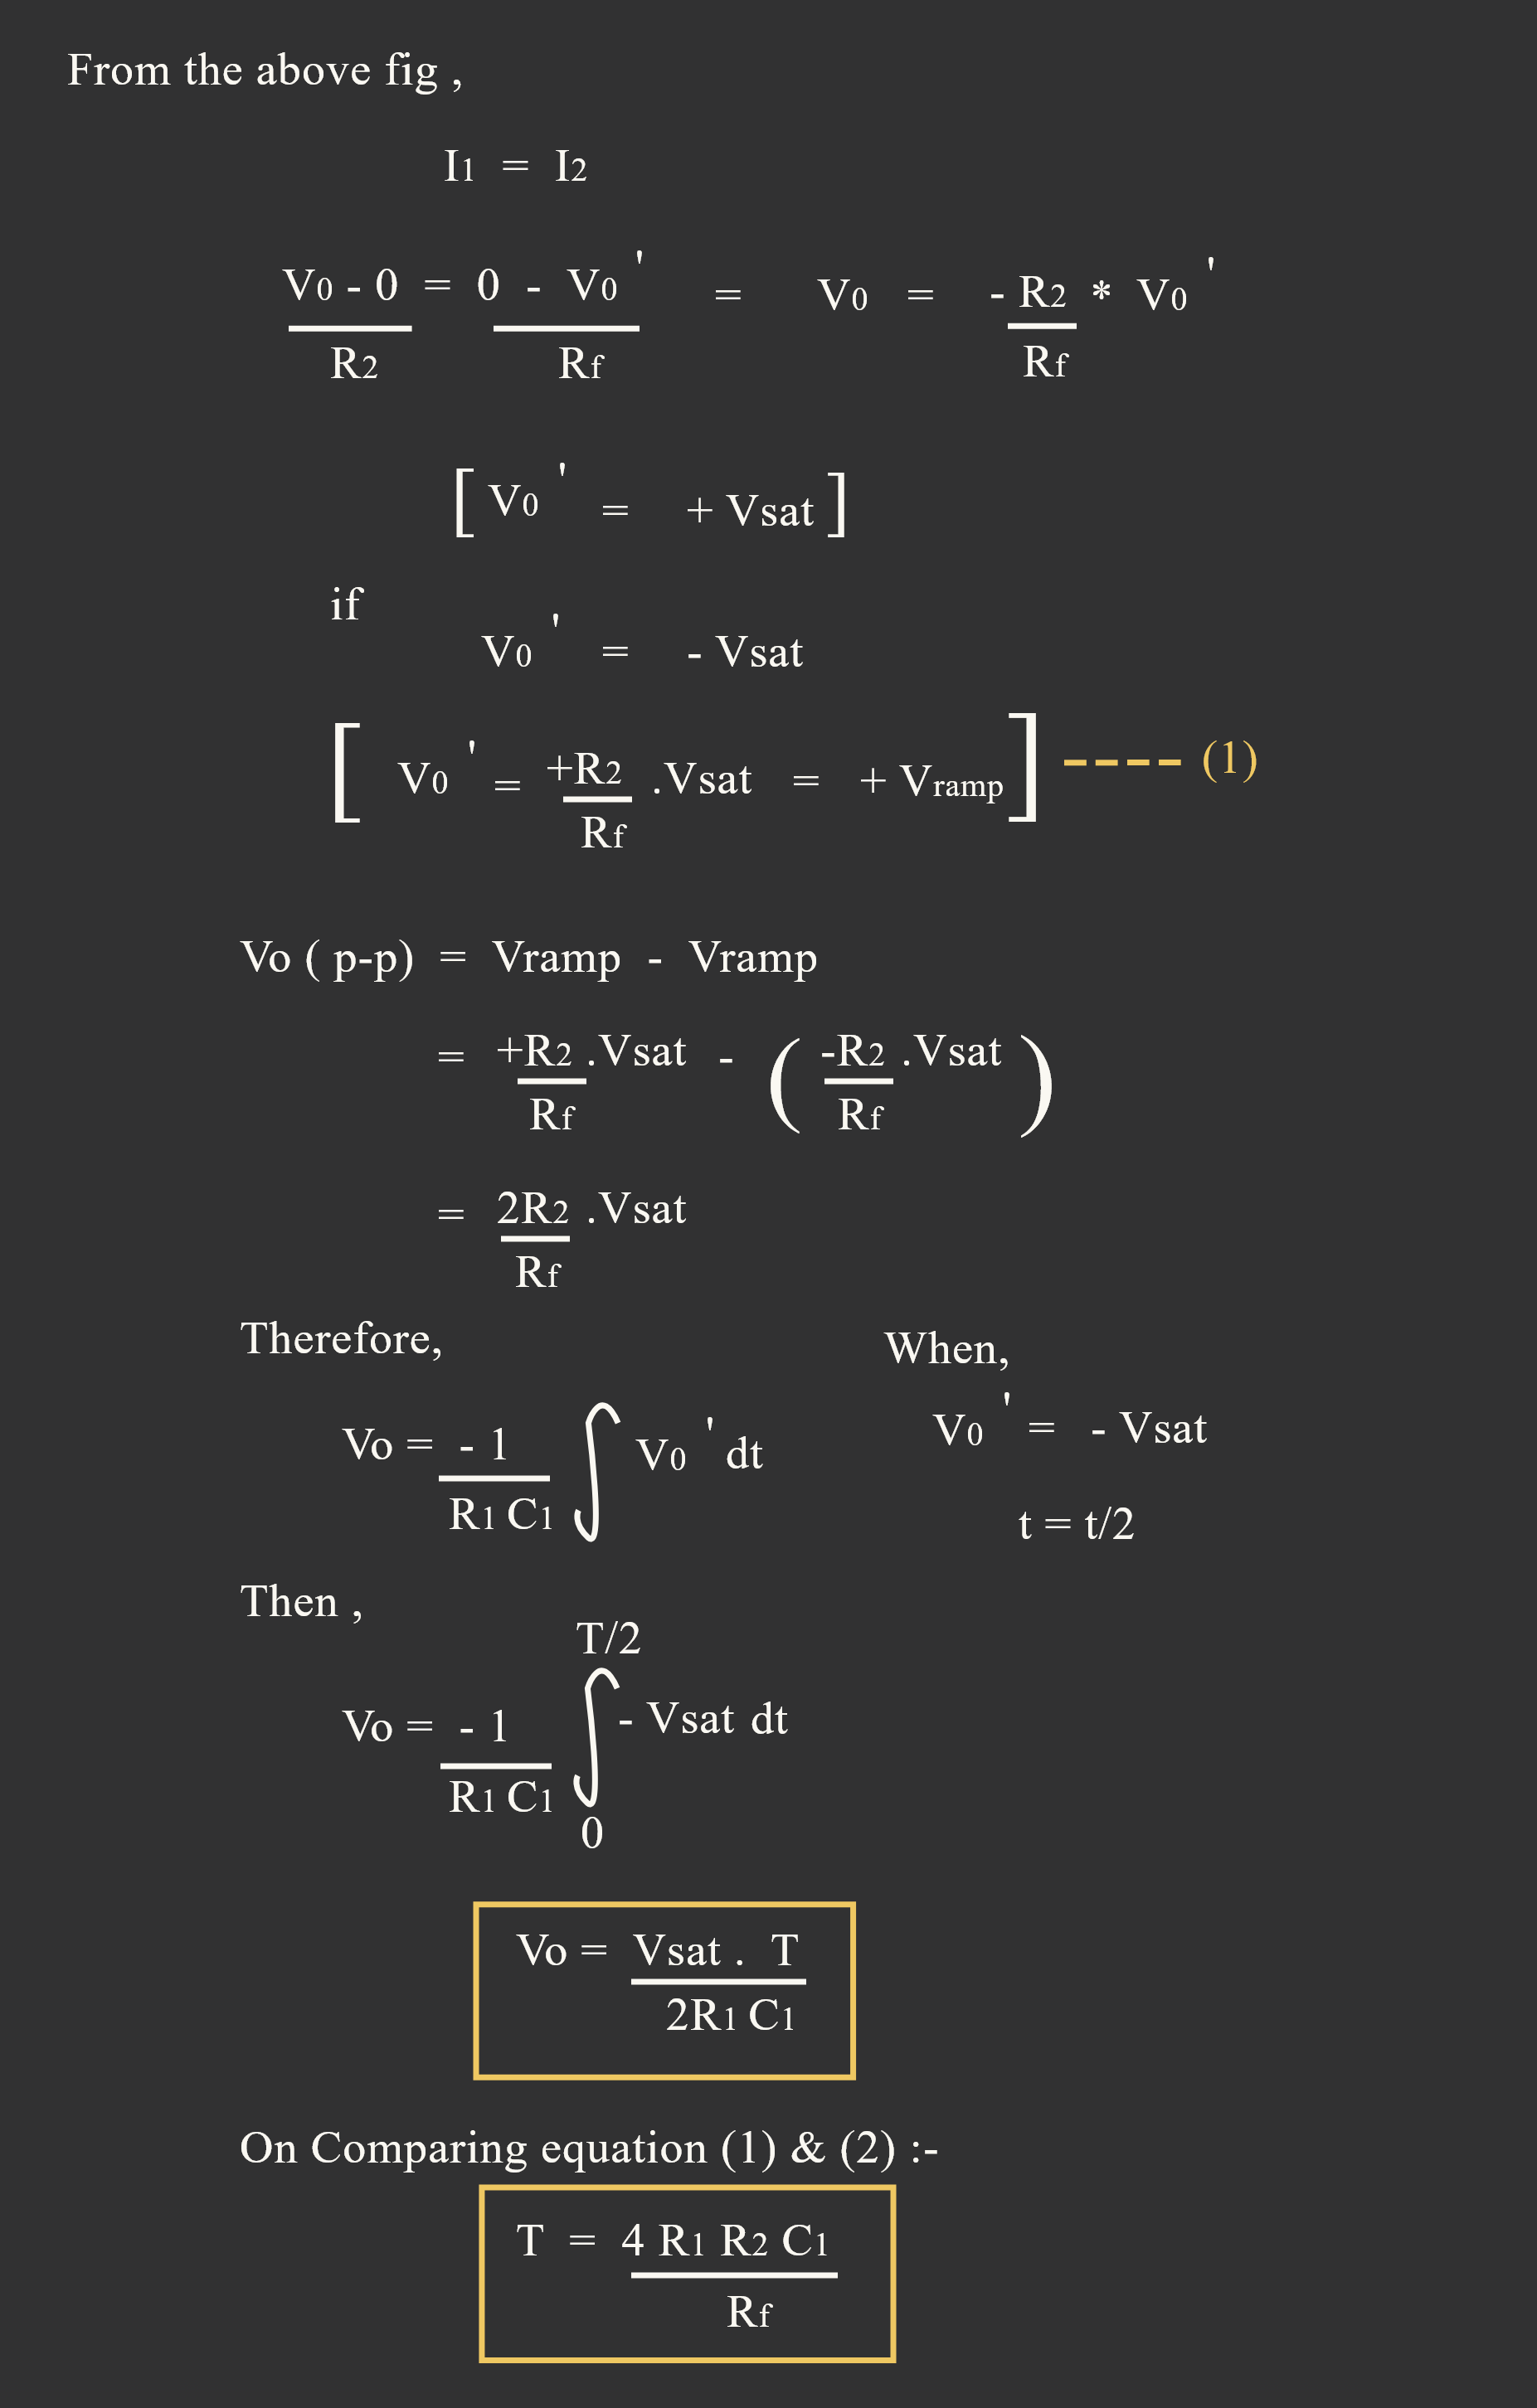 From the above fig ,
I1 = I2
V0 - 0 = 0 - V0 ' = V0 = - R2 * V0 '
R2 Rf Rf
[ V0 ' = + Vsat ]
if
V0 ' = - Vsat
[ V0 ' = +R2 .Vsat = + Vramp ] ---- (1)
Rf
Vo ( p-p) = Vramp - Vramp
= +R2 .Vsat - ( -R2 .Vsat )
Rf Rf
= 2R2 .Vsat
Rf
Therefore, When,
Vo = - 1 ∫ V0 ' dt V0 ' = - Vsat
R1 C1 t = t/2
Then ,
T/2
Vo = - 1 ∫ - Vsat dt
R1 C1
0
Vo = Vsat . T
2R1 C1
On Comparing equation (1) & (2) :-
T = 4 R1 R2 C1
Rf